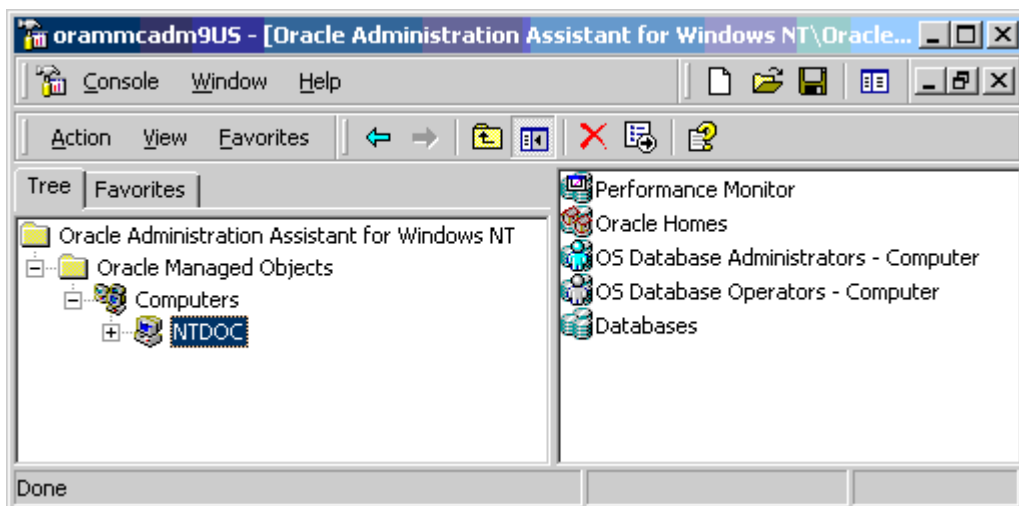 orammcadm9US - [Oracle Administration Assistant for Windows NT\Oracle...
Console Window Help
Action View Favorites
Tree Favorites
Oracle Administration Assistant for Windows NT
Oracle Managed Objects
Computers
NTDOC
Performance Monitor
Oracle Homes
OS Database Administrators - Computer
OS Database Operators - Computer
Databases
Done